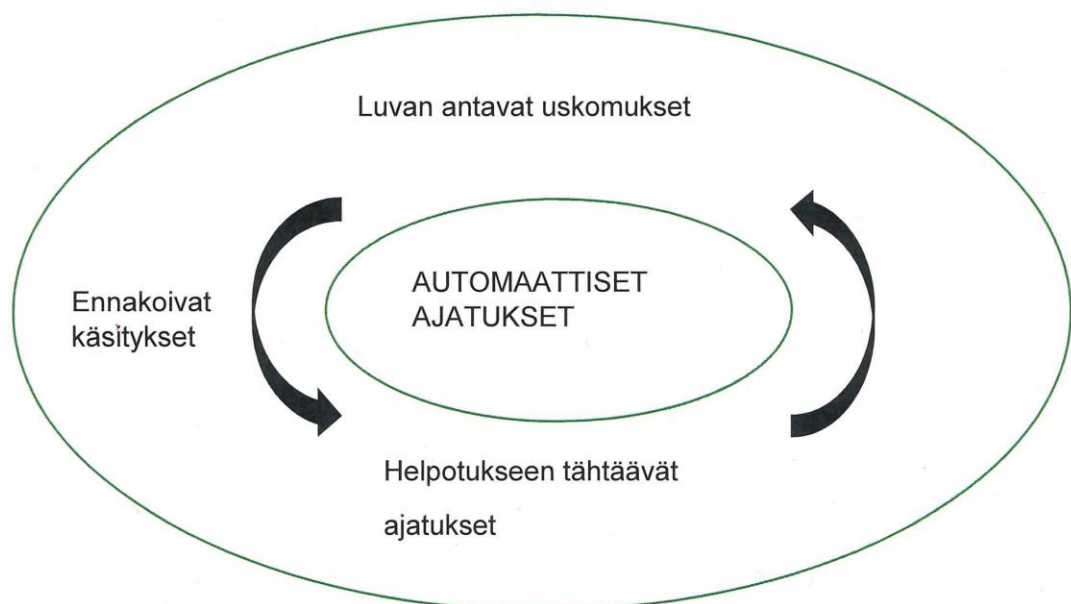 Luvan antavat uskomukset
AUTOMAATTISET
AJATUKSET
Ennakoivat
käsitykset
Helpotukseen tähtäävät
ajatukset